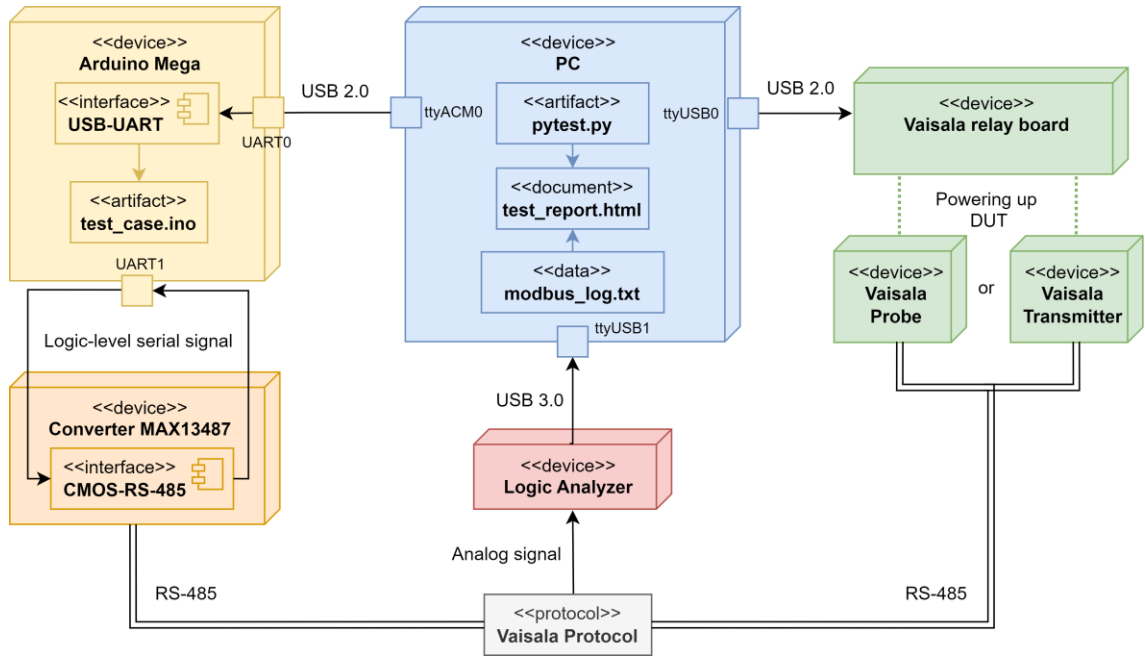 <<device>>
Arduino Mega
<<interface>>
USB-UART
<<artifact>>
test_case.ino
UART0
UART1
USB 2.0
<<device>>
PC
ttyACM0
<<artifact>>
pytest.py
ttyUSB0
<<document>>
test_report.html
<<data>>
modbus_log.txt
ttyUSB1
USB 2.0
<<device>>
Vaisala relay board
Powering up
DUT
<<device>>
Vaisala
Probe
or
<<device>>
Vaisala
Transmitter
Logic-level serial signal
<<device>>
Converter MAX13487
<<interface>>
CMOS-RS-485
USB 3.0
<<device>>
Logic Analyzer
Analog signal
RS-485
<<protocol>>
Vaisala Protocol
RS-485